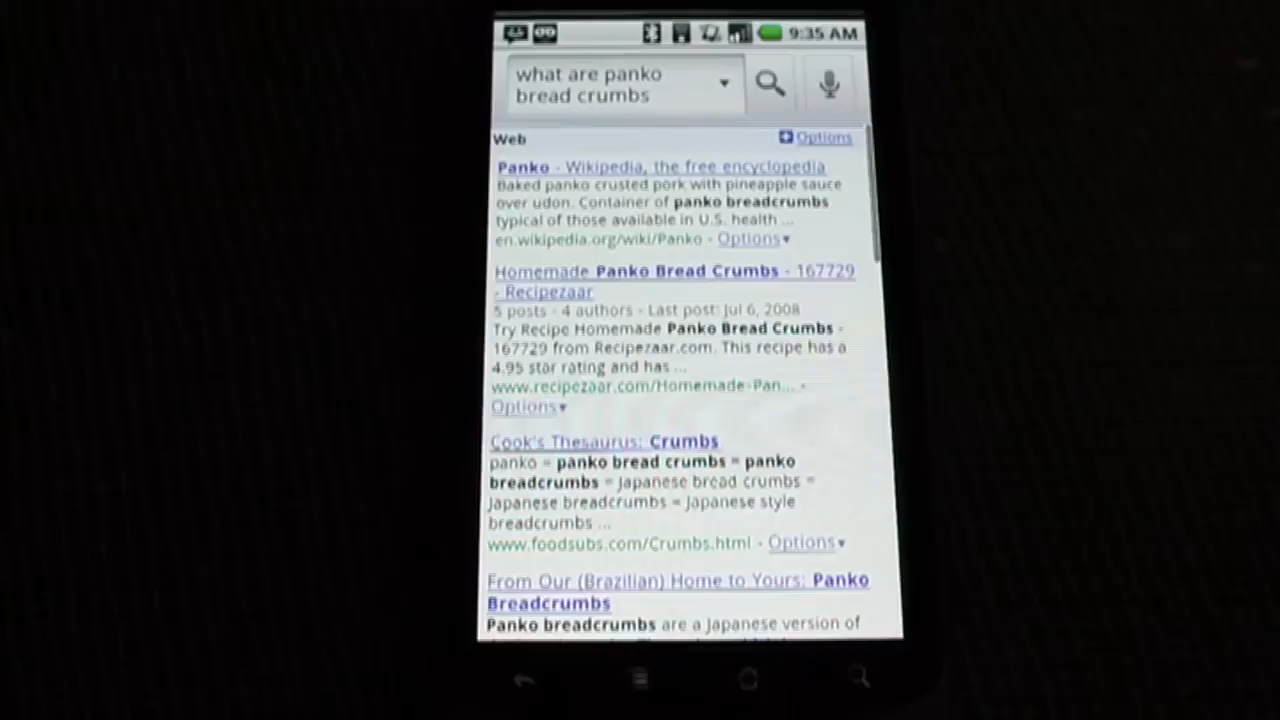 9:35 AM
what are panko
bread crumbs
Web
Options
Panko - Wikipedia, the free encyclopedia
Baked panko crusted pork with pineapple sauce
over udon. Container of panko breadcrumbs
typical of those available in U.S. health ...
en.wikipedia.org/wiki/Panko - Options▾
Homemade Panko Bread Crumbs - 167729
- Recipezaar
5 posts - 4 authors - Last post: Jul 6, 2008
Try Recipe Homemade Panko Bread Crumbs -
167729 from Recipezaar.com. This recipe has a
4.95 star rating and has ...
www.recipezaar.com/Homemade-Pan... -
Options▾
Cook's Thesaurus: Crumbs
panko = panko bread crumbs = panko
breadcrumbs = Japanese bread crumbs =
Japanese breadcrumbs = Japanese style
breadcrumbs ...
www.foodsubs.com/Crumbs.html - Options▾
From Our (Brazilian) Home to Yours: Panko
Breadcrumbs
Panko breadcrumbs are a Japanese version of